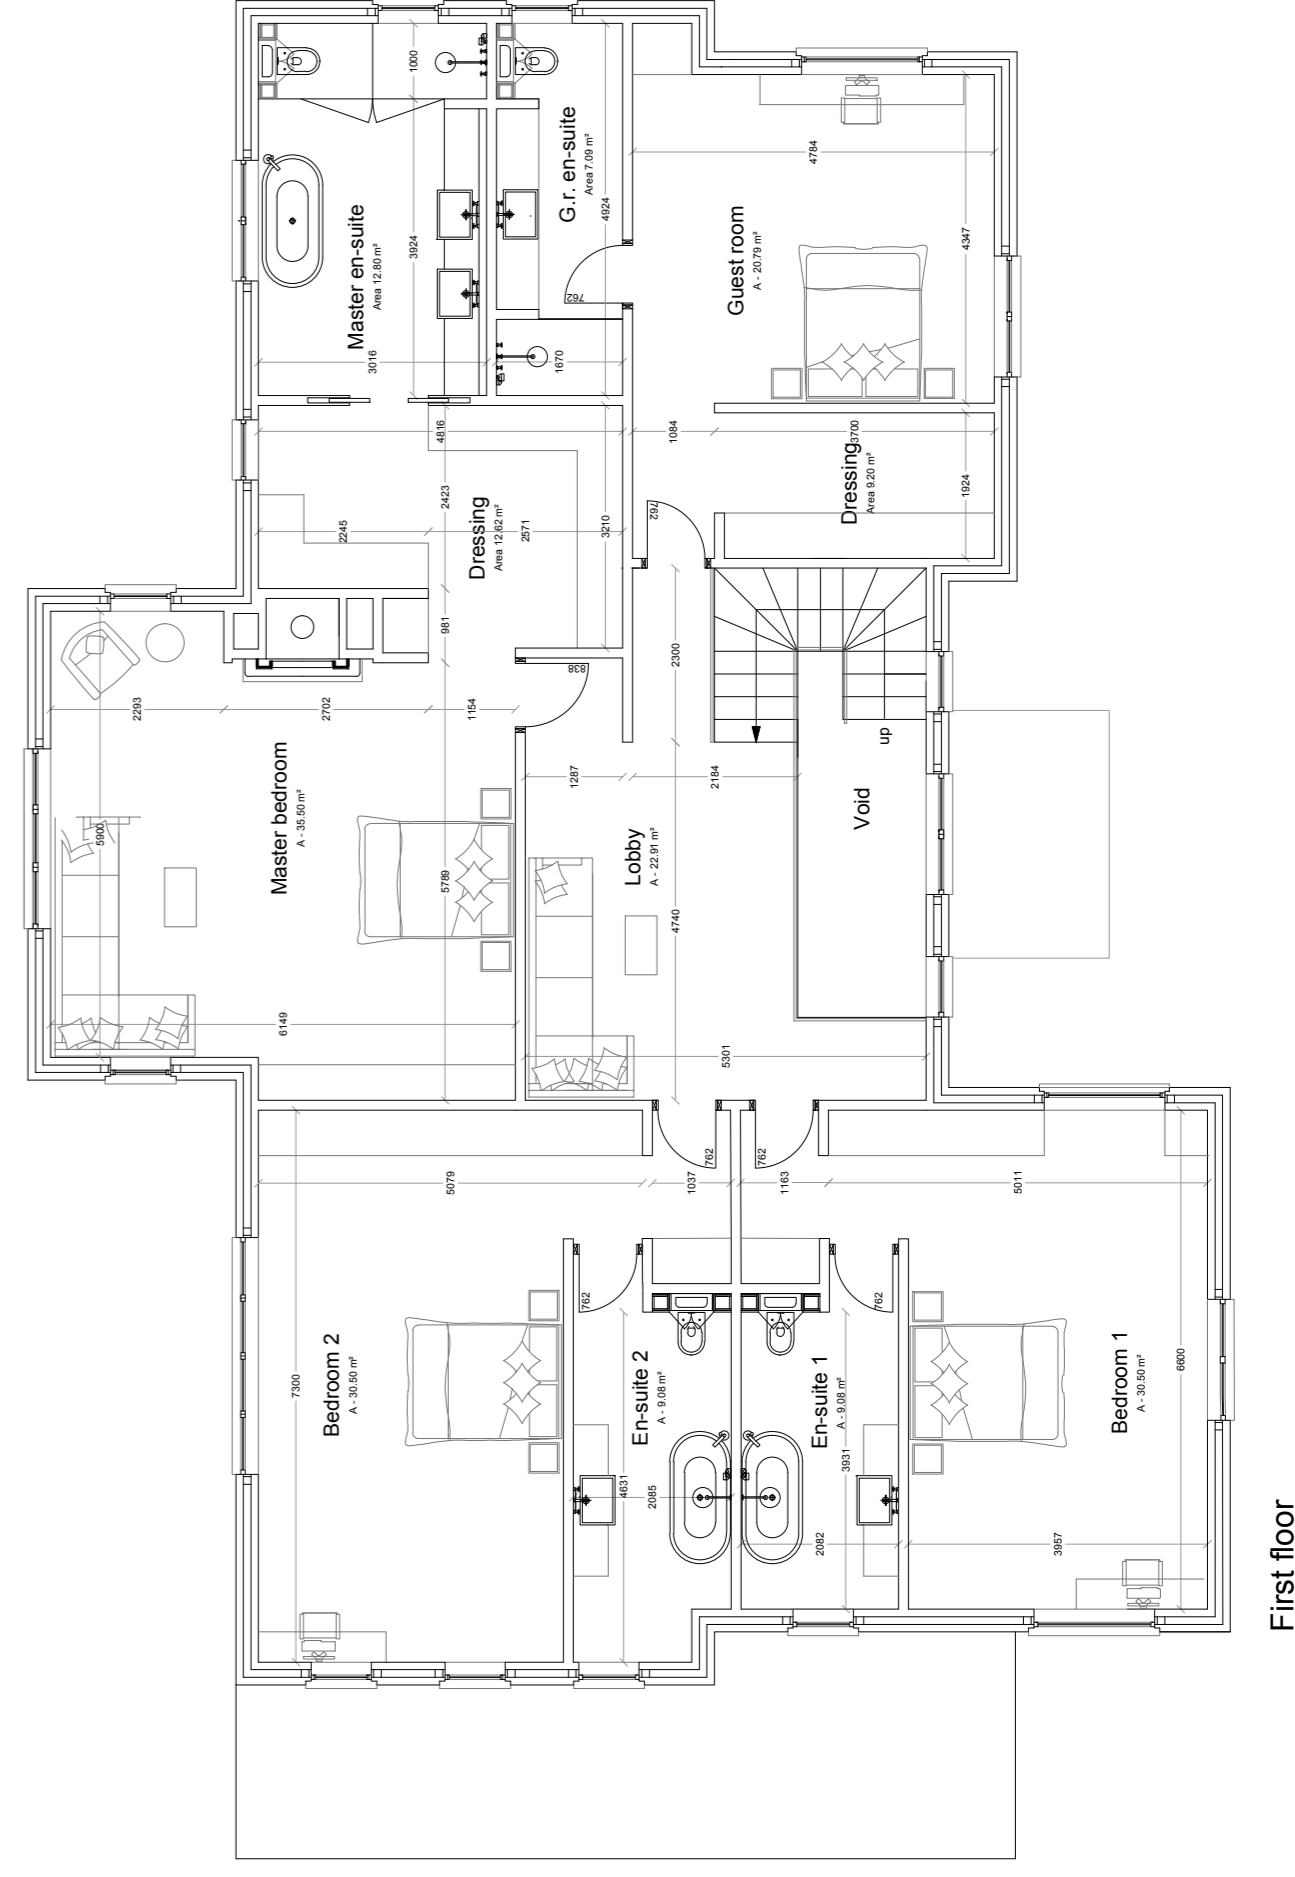 1000
Master en-suite
Area 12.80 m²
3924
3016
G.r. en-suite
Area 7.09 m²
4924
762
1670
4784
Guest room
A - 20.79 m²
4347
4816
2423
2245
Dressing
Area 12.62 m²
2571
3210
981
1084
3700
Dressing
Area 9.20 m²
1924
762
2293
2702
1154
838
Master bedroom
A - 35.50 m²
5900
5789
6149
2300
1287
2184
up
Void
Lobby
A - 22.91 m²
4740
5301
5079
762
1037
762
1163
5011
7300
Bedroom 2
A - 30.50 m²
762
En-suite 2
A - 9.08 m²
4631
2085
762
En-suite 1
A - 9.08 m²
3931
2082
Bedroom 1
A - 30.50 m²
6600
3957
First floor